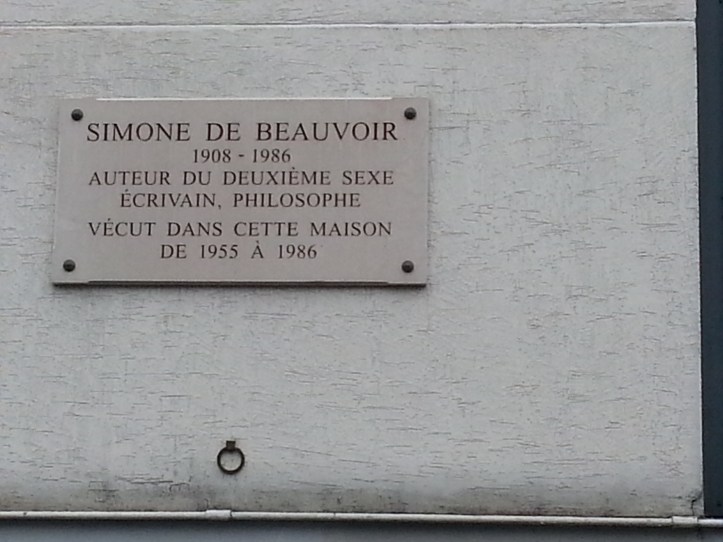 SIMONE DE BEAUVOIR
1908 - 1986
AUTEUR DU DEUXIÈME SEXE
ÉCRIVAIN, PHILOSOPHE
VÉCUT DANS CETTE MAISON
DE 1955 À 1986